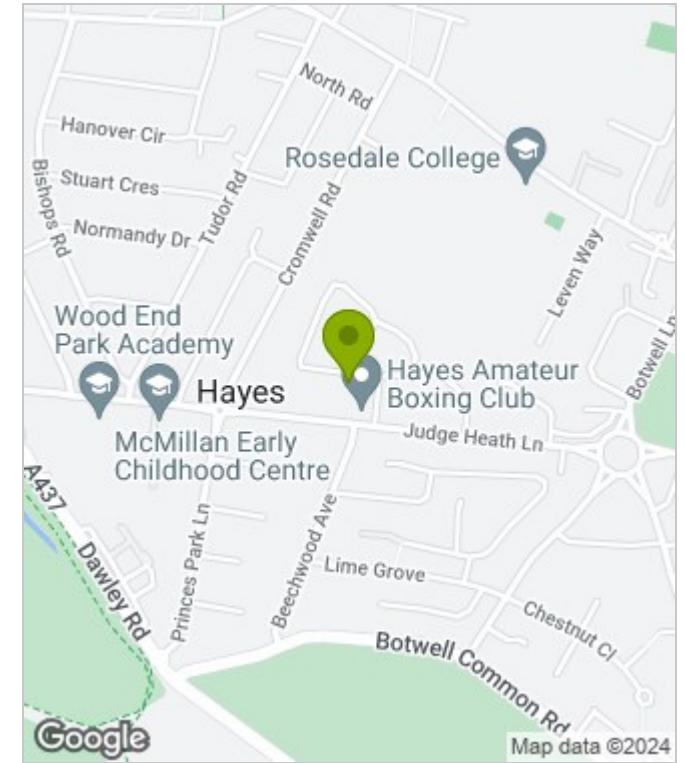 North Rd
Hanover Cir
Rosedale College
Stuart Cres
Bishops Rd
Tudor Rd
Cromwell Rd
Normandy Dr
Leven Way
Wood End
Park Academy
Botwell Ln
Hayes
Hayes Amateur
Boxing Club
McMillan Early
Childhood Centre
Judge Heath Ln
A437
Dawley Rd
Princes Park Ln
Beechwood Ave
Lime Grove
Chestnut Cl
Botwell Common Rd
Google
Map data ©2024